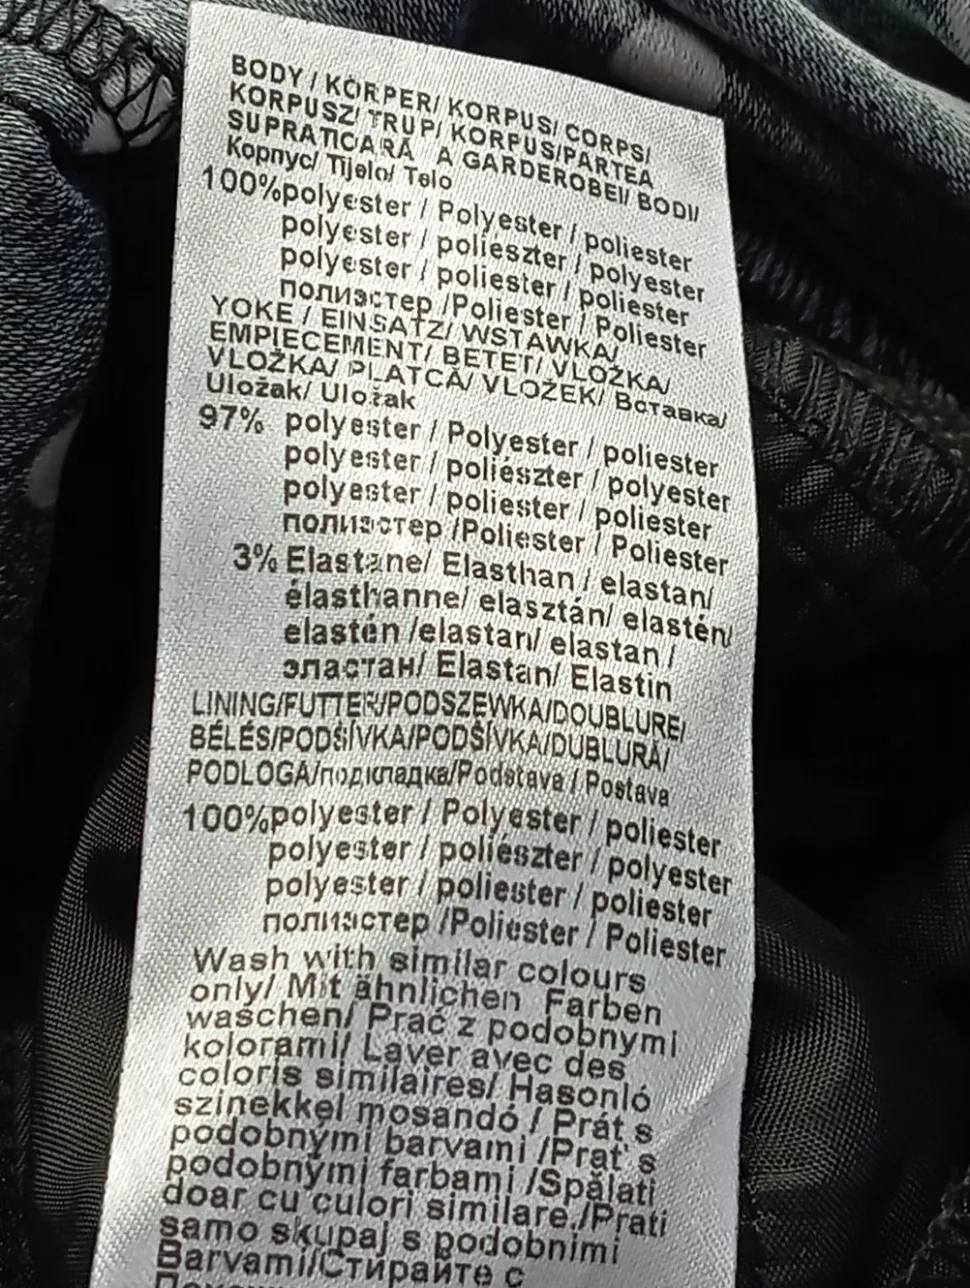 BODY / KÖRPER/ KORPUS/ CORPS/
KORPUSZ/ TRUP/ KORPUS/PARTEA
SUPRATICARĂ A GARDEROBEI/ BODI/
Корпус/ Tijelo/ Telo
100%polyester / Polyester / poliester
polyester / poliészter / polyester
polyester / poliester / poliester
полиэстер /Poliester / Poliester
YOKE / EINSATZ/ WSTAWKA/
EMPIECEMENT/ BETÉT/ VLOŽKA/
VLOŽKA/ PLATCĂ/ VLOŽEK/ Вставка/
Uložak/ Uložak
97% polyester / Polyester / poliester
polyester / poliészter / polyester
polyester / poliester / poliester
полиэстер /Poliester / Poliester
3% Elastane/ Elasthan / elastan/
élasthanne/ elasztán/ elastén/
elastén /elastan/ elastan /
эластан/ Elastan/ Elastin
LINING/FUTTER/PODSZEWKA/DOUBLURE/
BÉLÉS/PODŠÍVKA/PODŠÍVKA/DUBLURĂ/
PODLOGA/подкладка/Podstava / Postava
100%polyester / Polyester / poliester
polyester / poliészter / polyester
polyester / poliester / poliester
полиэстер /Poliester / Poliester
Wash with similar colours
only/ Mit ähnlichen Farben
waschen/ Prać z podobnymi
kolorami/ Laver avec des
coloris similaires/ Hasonló
szinekkel mosandó / Prát s
podobnými barvami /Prat' s
podobnými farbami /Spălati
doar cu culori similare./Prati
samo skupaj s podobnimi
Barvami/Стирайте с